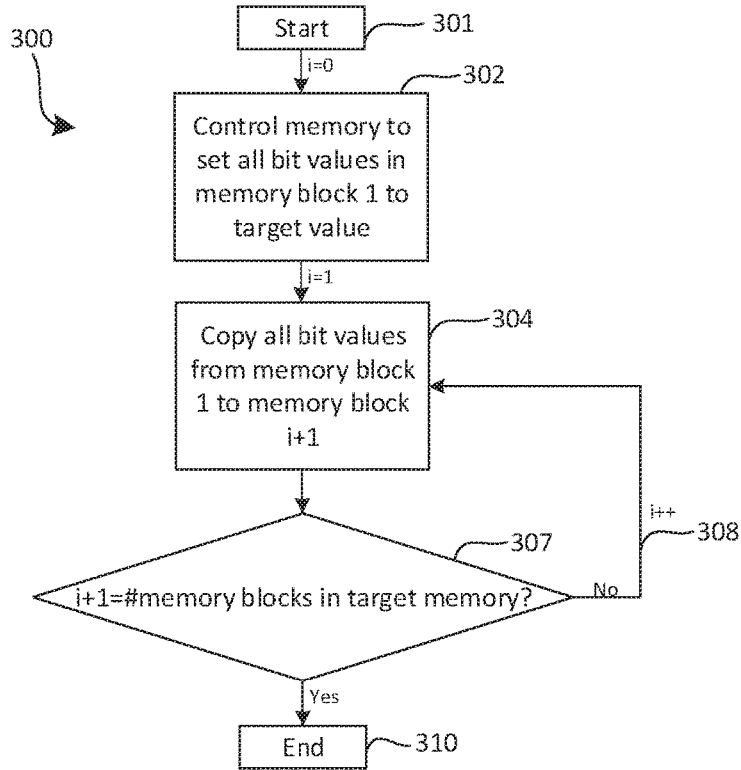 300
Start
301
i=0
302
Control memory to
set all bit values in
memory block 1 to
target value
i=1
304
Copy all bit values
from memory block
1 to memory block
i+1
i++
308
307
i+1=#memory blocks in target memory?
No
Yes
End
310